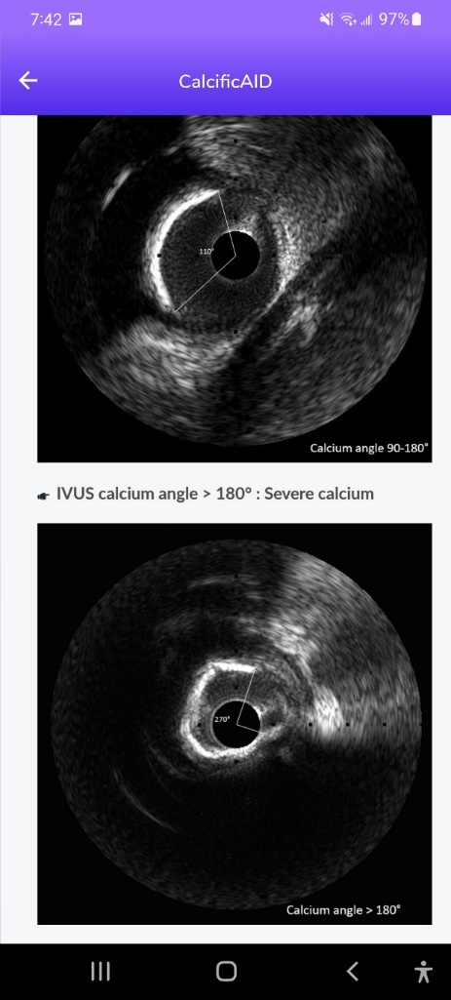 7:42 97%
CalcificAID
110°
Calcium angle 90-180°
IVUS calcium angle > 180° : Severe calcium
270°
Calcium angle > 180°